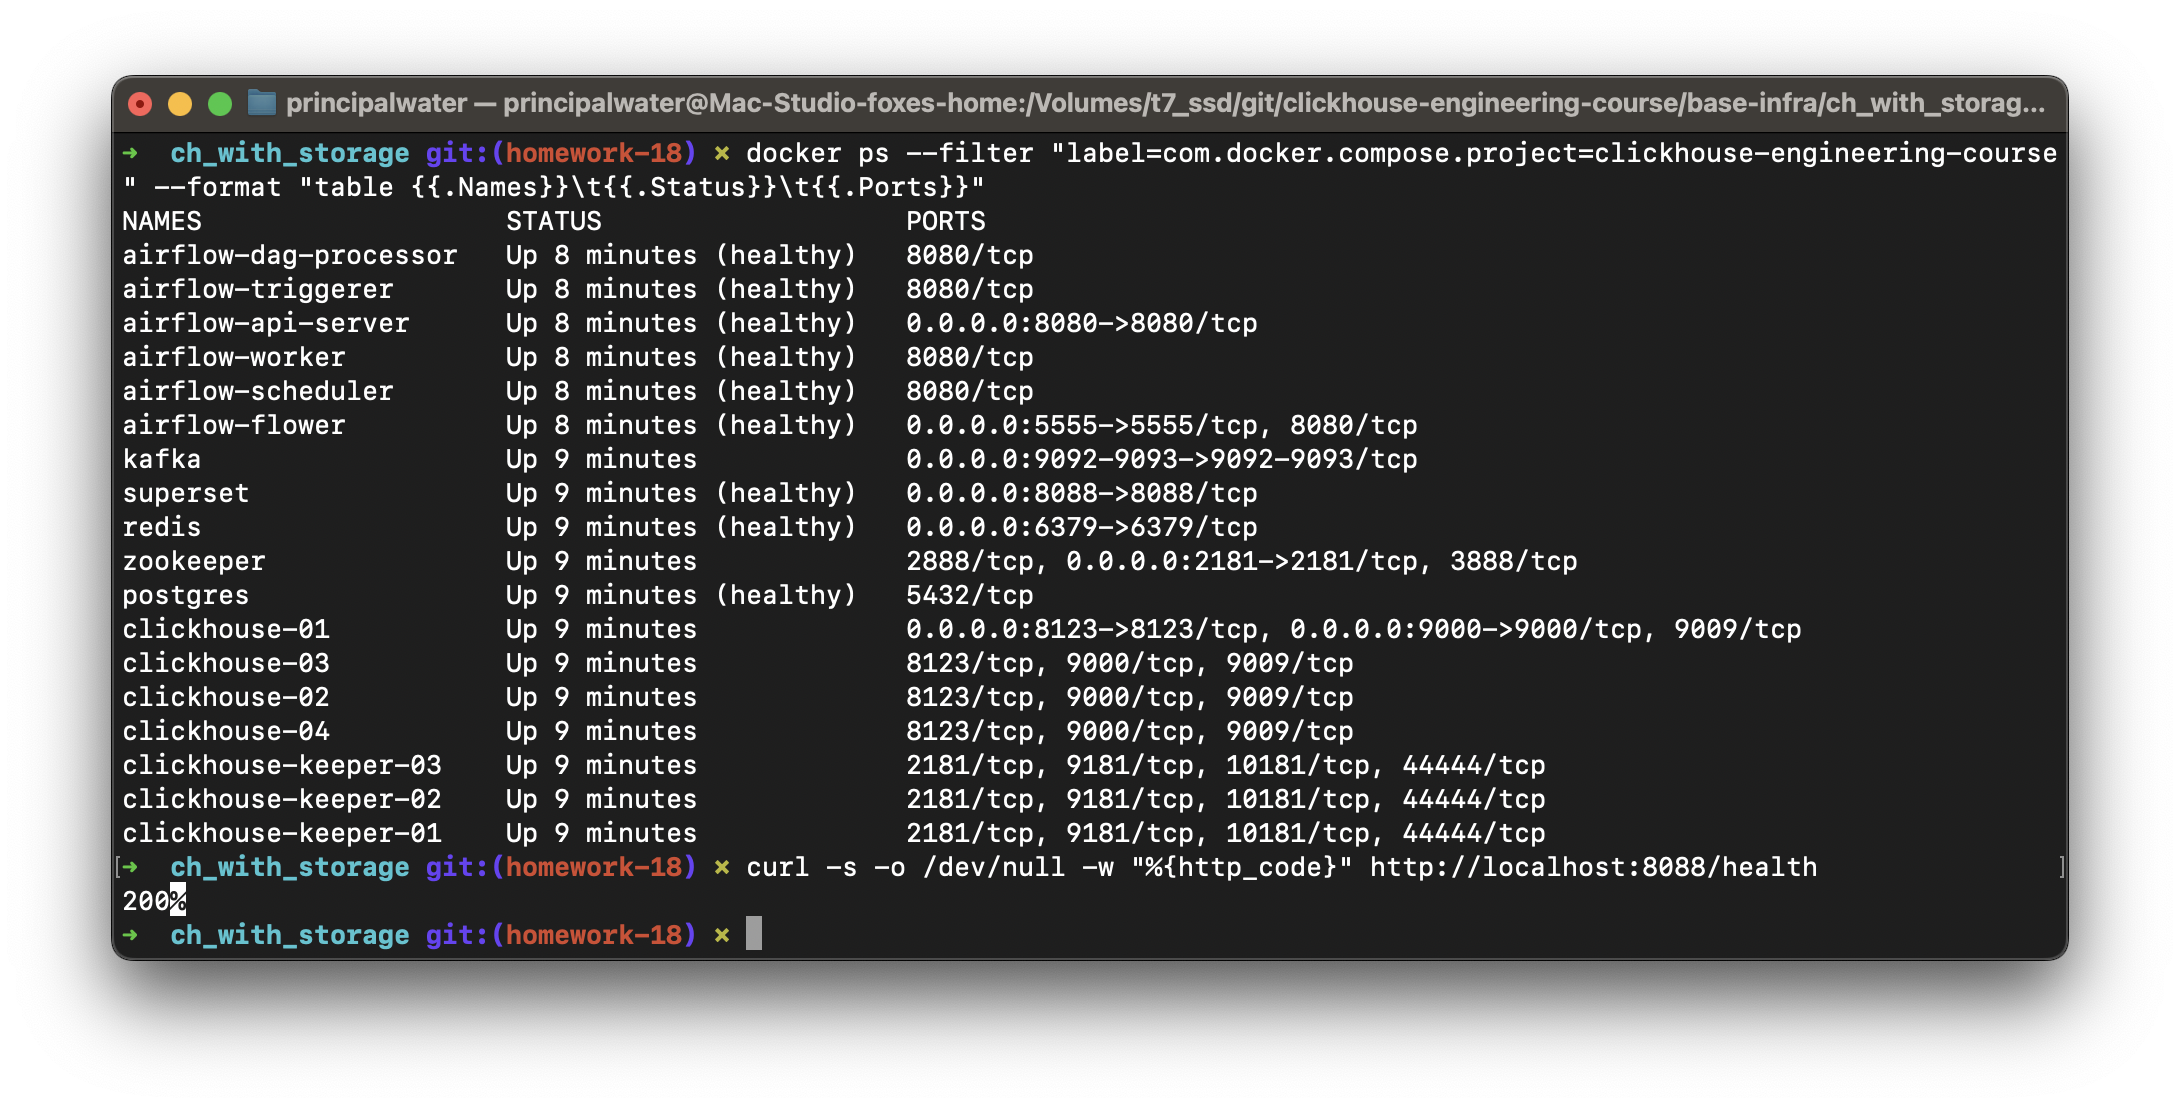 principalwater — principalwater@Mac-Studio-foxes-home:/Volumes/t7_ssd/git/clickhouse-engineering-course/base-infra/ch_with_storag...
➜  ch_with_storage git:(homework-18) ✗ docker ps --filter "label=com.docker.compose.project=clickhouse-engineering-course
" --format "table {{.Names}}\t{{.Status}}\t{{.Ports}}"
NAMES                   STATUS                   PORTS
airflow-dag-processor   Up 8 minutes (healthy)   8080/tcp
airflow-triggerer       Up 8 minutes (healthy)   8080/tcp
airflow-api-server      Up 8 minutes (healthy)   0.0.0.0:8080->8080/tcp
airflow-worker          Up 8 minutes (healthy)   8080/tcp
airflow-scheduler       Up 8 minutes (healthy)   8080/tcp
airflow-flower          Up 8 minutes (healthy)   0.0.0.0:5555->5555/tcp, 8080/tcp
kafka                   Up 9 minutes             0.0.0.0:9092-9093->9092-9093/tcp
superset                Up 9 minutes (healthy)   0.0.0.0:8088->8088/tcp
redis                   Up 9 minutes (healthy)   0.0.0.0:6379->6379/tcp
zookeeper               Up 9 minutes             2888/tcp, 0.0.0.0:2181->2181/tcp, 3888/tcp
postgres                Up 9 minutes (healthy)   5432/tcp
clickhouse-01           Up 9 minutes             0.0.0.0:8123->8123/tcp, 0.0.0.0:9000->9000/tcp, 9009/tcp
clickhouse-03           Up 9 minutes             8123/tcp, 9000/tcp, 9009/tcp
clickhouse-02           Up 9 minutes             8123/tcp, 9000/tcp, 9009/tcp
clickhouse-04           Up 9 minutes             8123/tcp, 9000/tcp, 9009/tcp
clickhouse-keeper-03    Up 9 minutes             2181/tcp, 9181/tcp, 10181/tcp, 44444/tcp
clickhouse-keeper-02    Up 9 minutes             2181/tcp, 9181/tcp, 10181/tcp, 44444/tcp
clickhouse-keeper-01    Up 9 minutes             2181/tcp, 9181/tcp, 10181/tcp, 44444/tcp
[➜  ch_with_storage git:(homework-18) ✗ curl -s -o /dev/null -w "%{http_code}" http://localhost:8088/health ]
200%
➜  ch_with_storage git:(homework-18) ✗